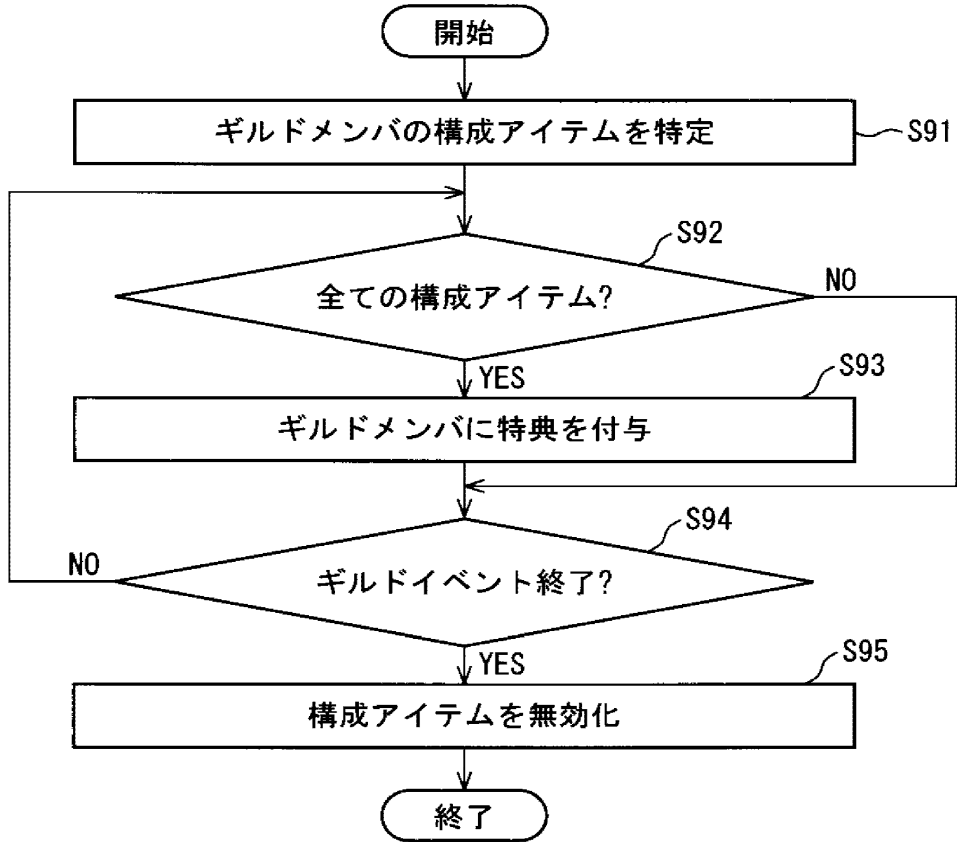 開始
ギルドメンバの構成アイテムを特定
S91
S92
全ての構成アイテム?
NO
YES
S93
ギルドメンバに特典を付与
S94
NO
ギルドイベント終了?
YES
S95
構成アイテムを無効化
終了